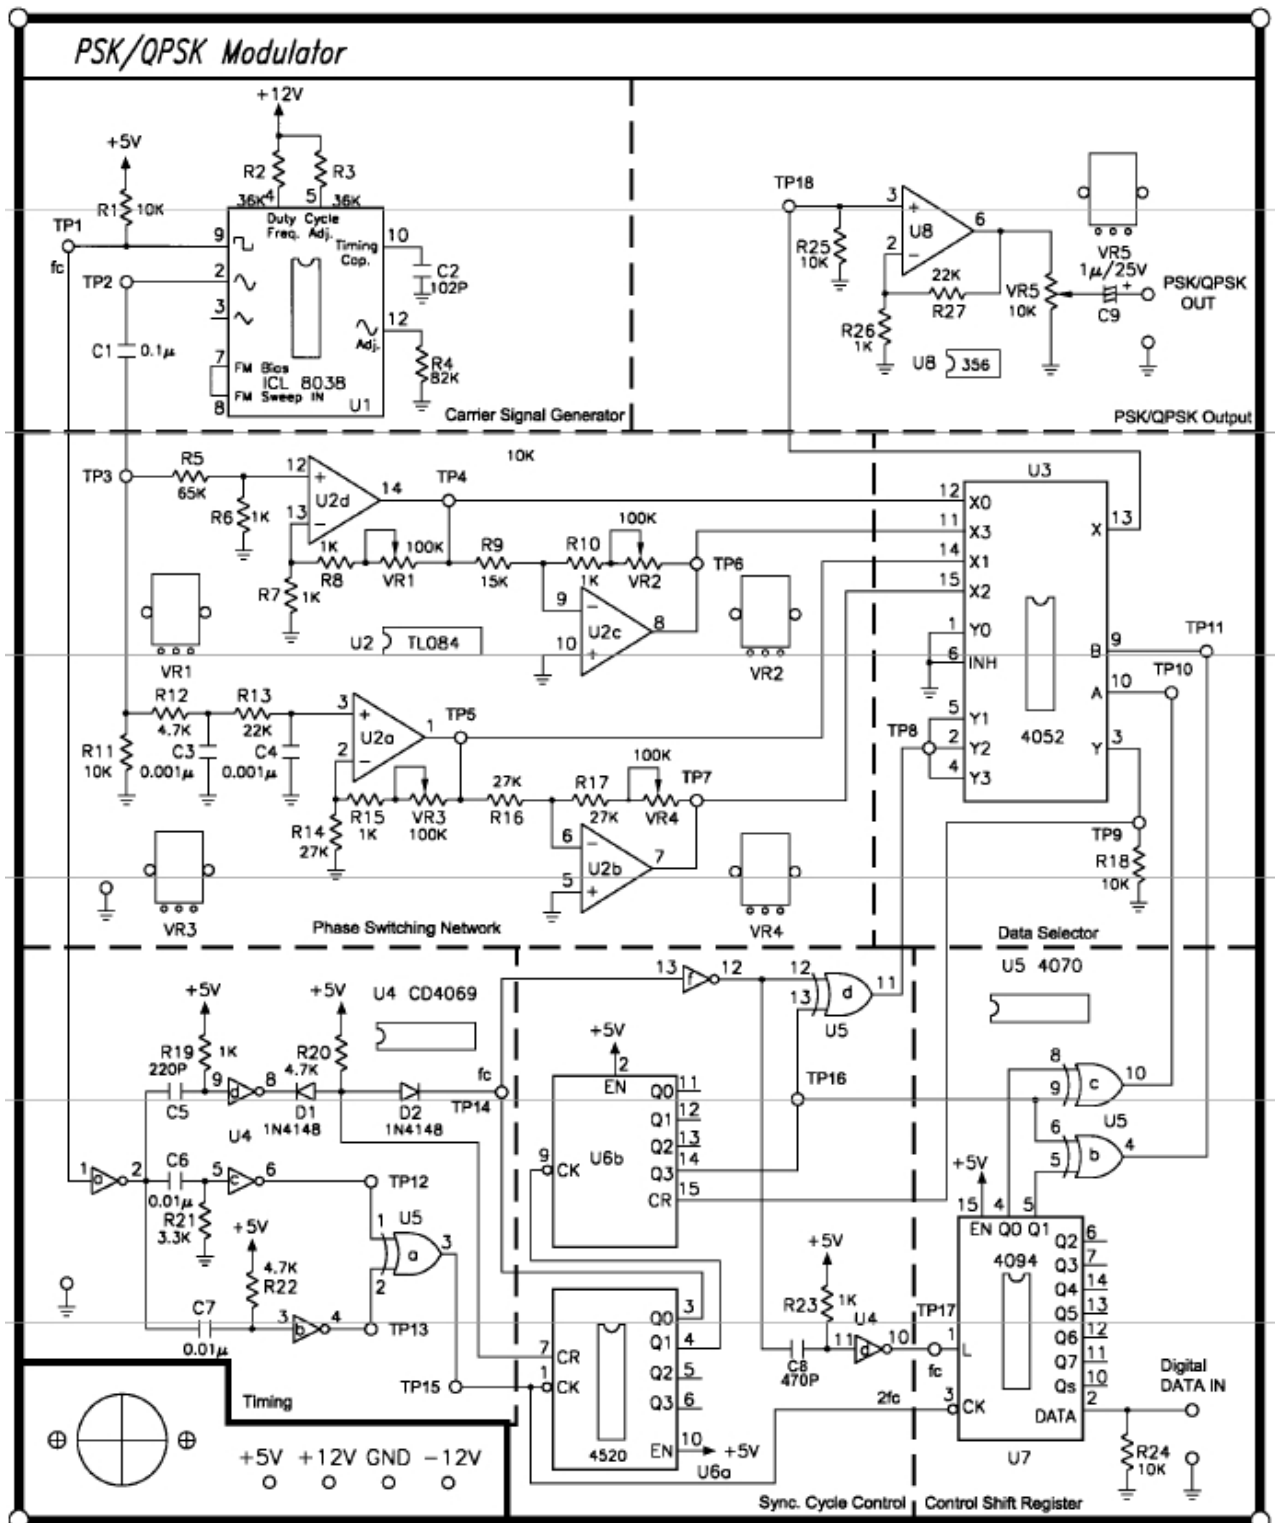 PSK/QPSK Modulator
+12V
+5V
R2
R3
36K
4
5
36K
R1
10K
TP1
fc
9
Duty Cycle
Freq. Adj.
Timing
Cap.
10
C2
102P
TP2
2
3
12
Adj.
R4
82K
C1
0.1μ
7
FM Bias
ICL 8038
FM Sweep IN
8
U1
Carrier Signal Generator
TP18
3
+
U8
6
2
−
R25
10K
22K
R27
R26
1K
U8
356
VR5
10K
VR5
1μ/25V
+
C9
PSK/QPSK
OUT
PSK/QPSK Output
10K
TP3
R5
65K
R6
1K
12
+
U2d
13
−
14
TP4
1K
R8
100K
VR1
R7
1K
R9
15K
R10
1K
100K
VR2
TP6
9
−
U2c
8
10
+
U2
TL084
VR1
VR2
R12
4.7K
R13
22K
R11
10K
C3
0.001μ
C4
0.001μ
3
+
U2a
2
−
1
TP5
R14
27K
R15
1K
VR3
100K
27K
R16
R17
27K
100K
VR4
TP7
6
−
U2b
7
5
+
VR3
VR4
Phase Switching Network
U3
12
X0
11
X3
14
X1
15
X2
X
13
1
Y0
6
INH
B
9
TP11
A
10
TP10
5
Y1
2
Y2
4
Y3
TP8
4052
Y
3
TP9
R18
10K
Data Selector
+5V
+5V
U4 CD4069
R19
1K
220P
C5
9
d
8
R20
4.7K
D1
1N4148
D2
1N4148
fc
TP14
U4
1
a
2
C6
0.01μ
5
c
6
R21
3.3K
TP12
+5V
4.7K
R22
C7
0.01μ
3
b
4
TP13
1
2
U5
a
3
TP15
Timing
+5V +12V GND −12V
13
f
12
12
13
d
11
U5
TP16
+5V
2
EN
Q0
11
Q1
12
Q2
13
Q3
14
CR
15
9
CK
U6b
Q0
3
Q1
4
Q2
5
Q3
6
7
CR
1
CK
EN
10
+5V
4520
U6a
+5V
R23
1K
C8
470P
U4
11
d
10
TP17
fc
2fc
Sync. Cycle Control
U5 4070
8
9
c
10
U5
6
5
b
4
+5V
15
4
5
EN Q0 Q1
4094
Q2
6
Q3
7
Q4
14
Q5
13
Q6
12
Q7
11
Qs
10
1
L
3
CK
DATA
2
U7
Digital
DATA IN
R24
10K
Control Shift Register